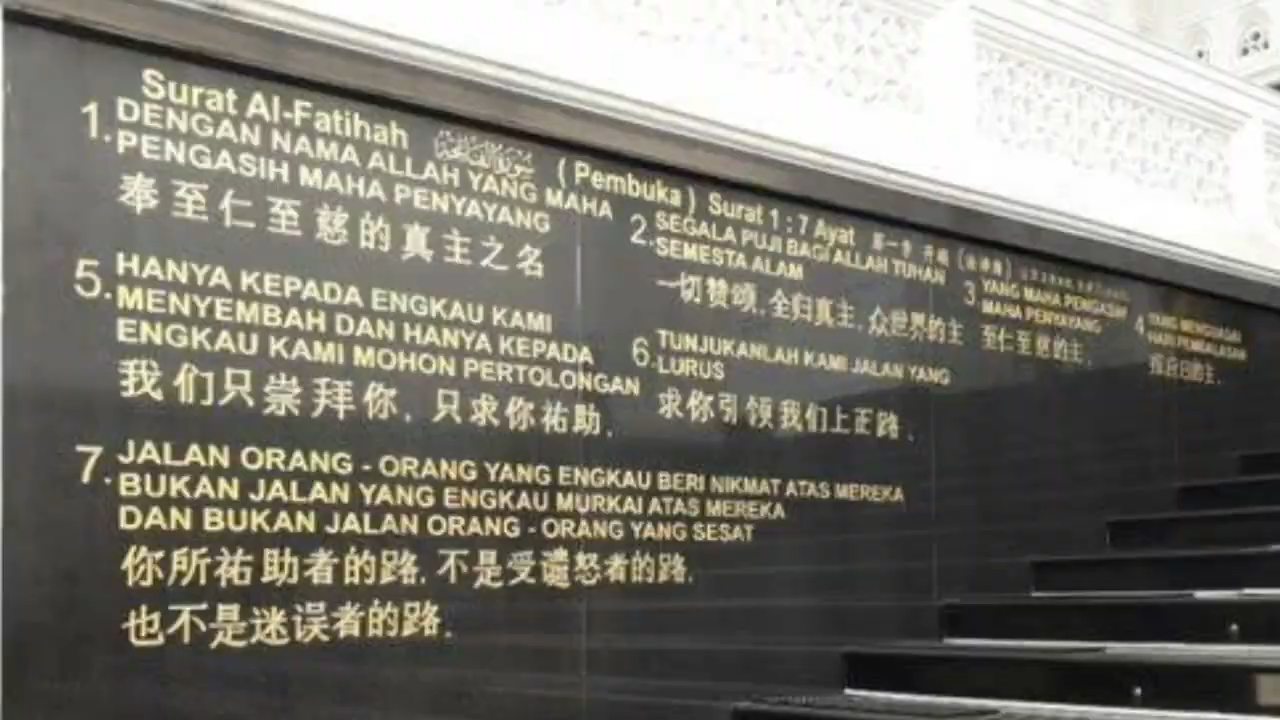 Surat Al-Fatihah سورة الفاتحة ( Pembuka ) Surat 1 : 7 Ayat 第一章 开端
1. DENGAN NAMA ALLAH YANG MAHA
PENGASIH MAHA PENYAYANG
奉至仁至慈的真主之名
2. SEGALA PUJI BAGI ALLAH TUHAN
SEMESTA ALAM
一切赞颂,全归真主,众世界的主
3. YANG MAHA PENGASIH
MAHA PENYAYANG
至仁至慈的主.
4. YANG MENGUASAI
HARI PEMBALASAN
5. HANYA KEPADA ENGKAU KAMI
MENYEMBAH DAN HANYA KEPADA
ENGKAU KAMI MOHON PERTOLONGAN
我们只崇拜你, 只求你祐助.
6. TUNJUKANLAH KAMI JALAN YANG
LURUS
求你引领我们上正路.
7. JALAN ORANG - ORANG YANG ENGKAU BERI NIKMAT ATAS MEREKA
BUKAN JALAN YANG ENGKAU MURKAI ATAS MEREKA
DAN BUKAN JALAN ORANG - ORANG YANG SESAT
你所祐助者的路,不是受谴怒者的路,
也不是迷误者的路.